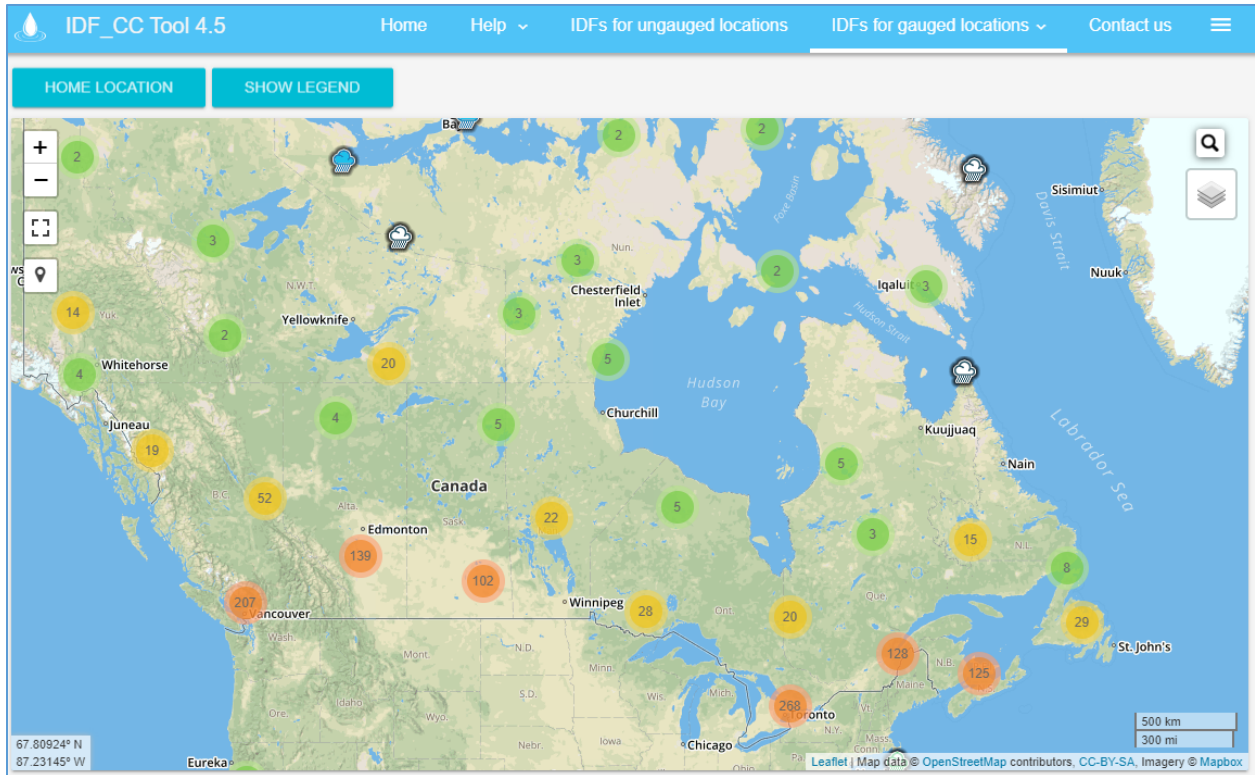 IDF_CC Tool 4.5 Home Help IDFs for ungauged locations IDFs for gauged locations Contact us
HOME LOCATION SHOW LEGEND
+
−
2
2
2
Foxe Basin
Davis Strait
Sisimiut
3
Nun.
3
2
Iqaluit
3
Nuuk
Chesterfield
Inlet
N.W.T.
14
Yuk.
Yellowknife
3
Hudson Strait
2
Whitehorse
4
20
5
Hudson
Bay
Churchill
Juneau
4
5
Kuujjuaq
Labrador Sea
19
5
Nain
Canada
B.C.
52
Alta.
Sask
22
5
Edmonton
3
15
N.L.
139
102
8
207
Vancouver
Winnipeg
28
Ont.
20
Que
29
St. John's
Wash.
Mont.
N.D.
Minn.
128
N.B.
125
Maine
S.D.
Wis.
Mich.
268
Toronto
Vt.
Ore.
Idaho
Wyo.
N.Y.
Mass.
Conn.
500 km
300 mi
Nebr.
Iowa
Chicago
67.80924° N
87.23145° W
Eureka
Ohio
Leaflet | Map data © OpenStreetMap contributors, CC-BY-SA, Imagery © Mapbox